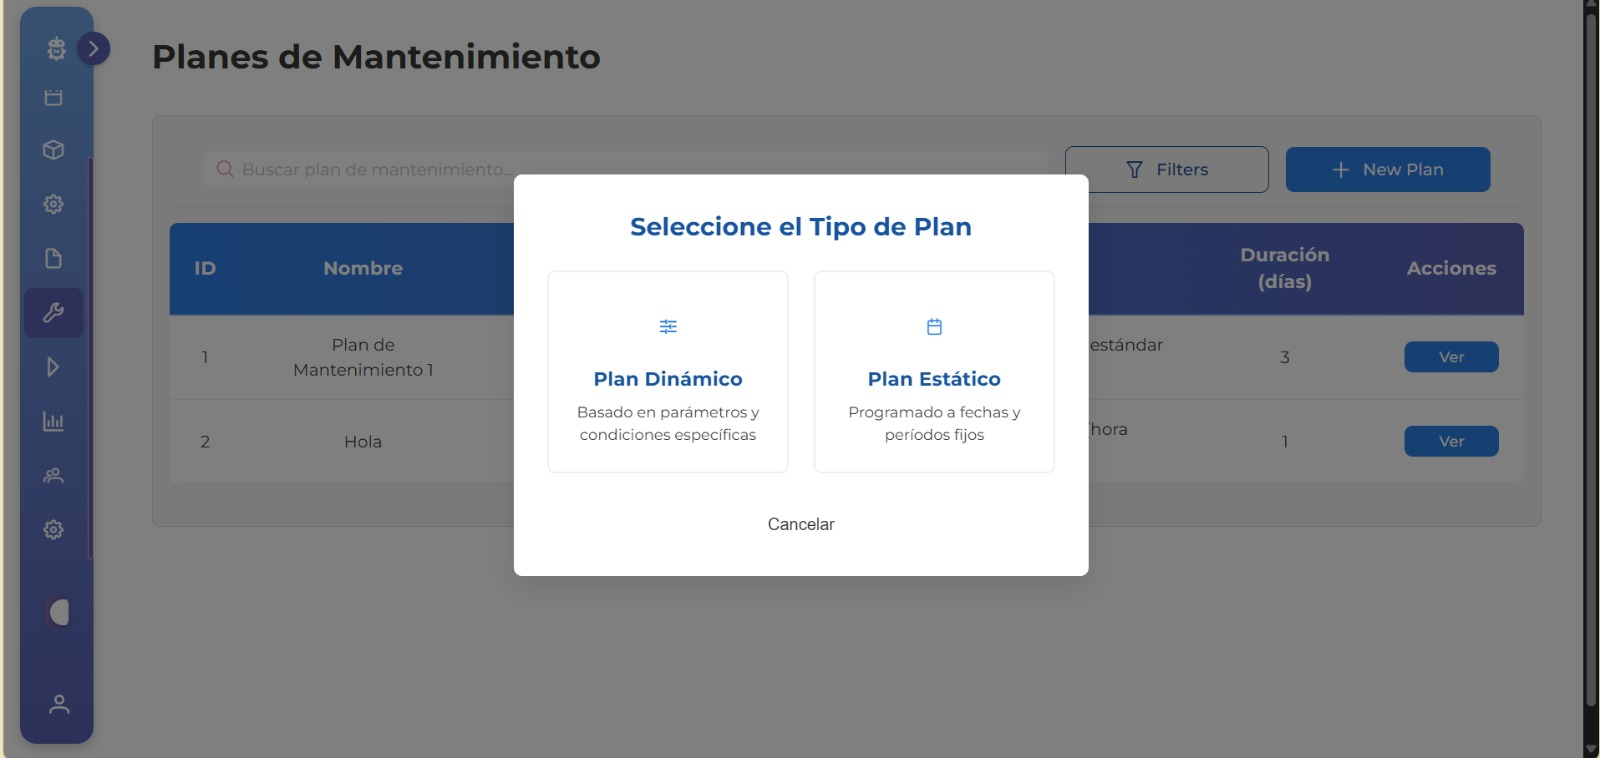 Planes de Mantenimiento
Buscar plan de mantenimiento...
Filters
New Plan
Seleccione el Tipo de Plan
ID
Nombre
Duración
(días)
Acciones
Plan Dinámico
Basado en parámetros y
condiciones específicas
Plan Estático
Programado a fechas y
períodos fijos
Cancelar
1
Plan de
Mantenimiento 1
estándar
3
Ver
2
Hola
hora
1
Ver